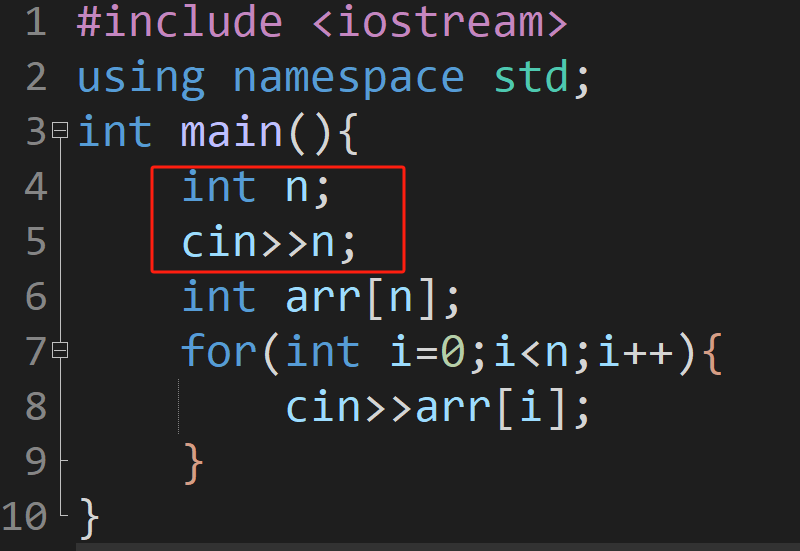 1 #include <iostream>
2 using namespace std;
3 int main(){
4     int n;
5     cin>>n;
6     int arr[n];
7     for(int i=0;i<n;i++){
8         cin>>arr[i];
9     }
10 }